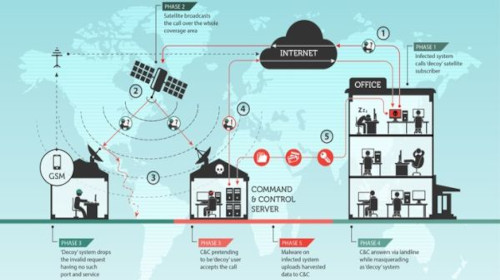 PHASE 2
Satellite broadcasts
the call over the whole
coverage area
1
INTERNET
PHASE 1
Infected system
calls 'decoy' satellite
subscriber
OFFICE
2
4
5
3
GSM
COMMAND
& CONTROL
SERVER
PHASE 3
'Decoy' system drops
the invalid request
having no such
port and service
PHASE 3
C&C pretending
to be 'decoy' user
accepts the call
PHASE 5
Malware on
infected system
uploads harvested
data to C&C
PHASE 4
C&C answers via landline
while masquerading
as 'decoy' system